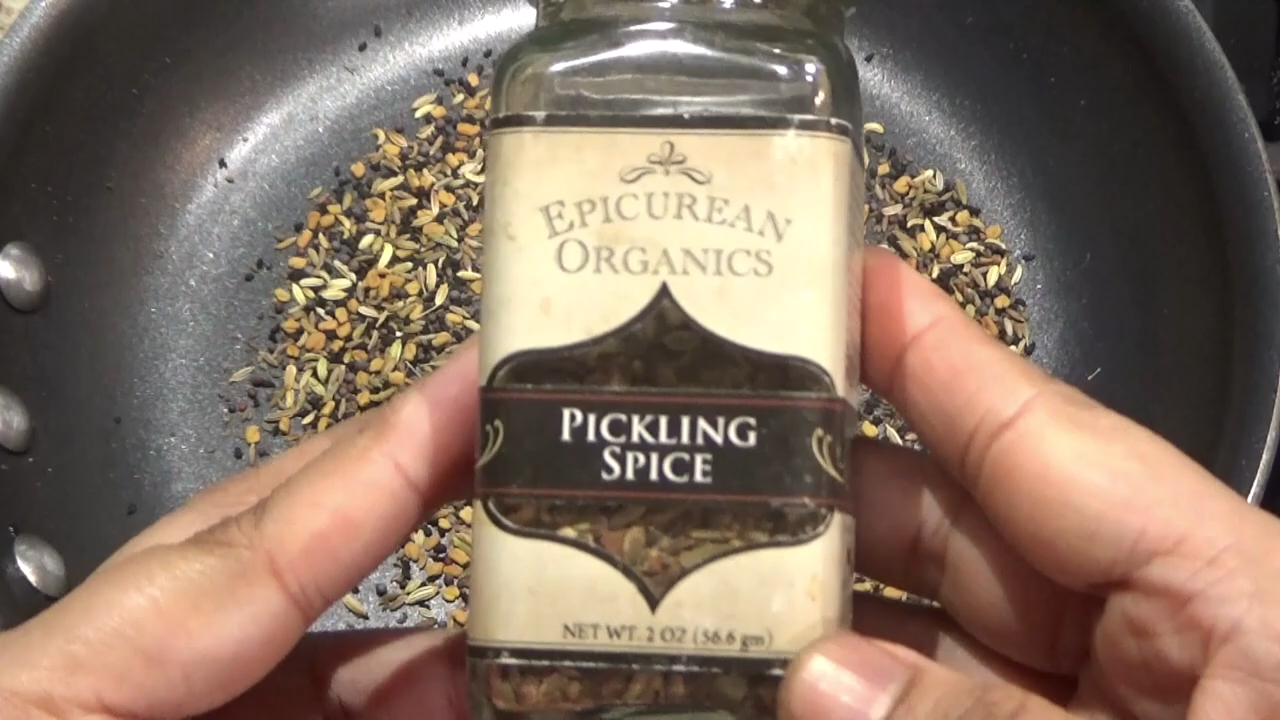 EPICUREAN
ORGANICS
PICKLING
SPICE
NET WT. 2 OZ (56.6 gm)